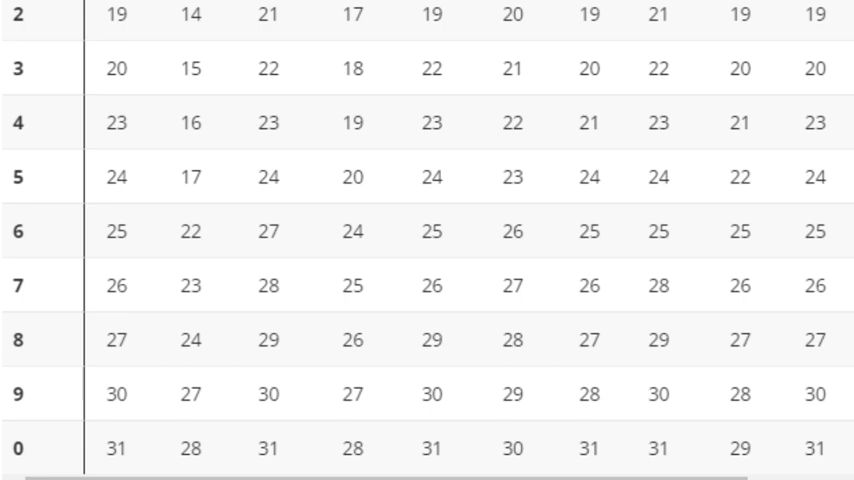 2 19 14 21 17 19 20 19 21 19 19
3 20 15 22 18 22 21 20 22 20 20
4 23 16 23 19 23 22 21 23 21 23
5 24 17 24 20 24 23 24 24 22 24
6 25 22 27 24 25 26 25 25 25 25
7 26 23 28 25 26 27 26 28 26 26
8 27 24 29 26 29 28 27 29 27 27
9 30 27 30 27 30 29 28 30 28 30
0 31 28 31 28 31 30 31 31 29 31